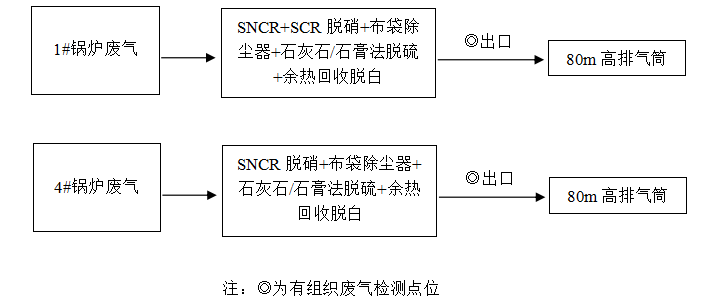 1#锅炉废气
SNCR+SCR 脱硝+布袋除
尘器+石灰石/石膏法脱硫
+余热回收脱白
◎出口
80m 高排气筒
4#锅炉废气
SNCR 脱硝+布袋除尘器+
石灰石/石膏法脱硫+余热
回收脱白
◎出口
80m 高排气筒
注：◎为有组织废气检测点位